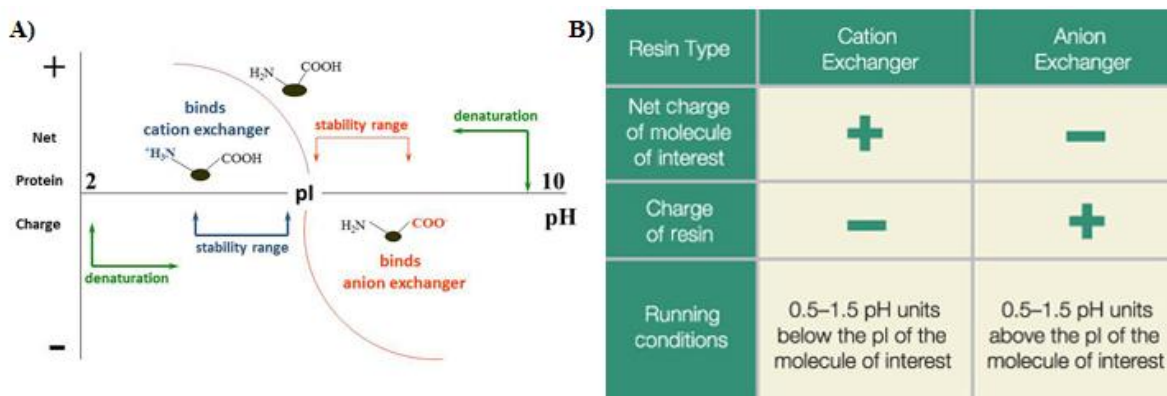 A)
+
Net
Protein
Charge
-
2
10
pH
pI
H₂N
COOH
binds
cation exchanger
⁺H₃N
COOH
stability range
denaturation
stability range
denaturation
H₂N
COO⁻
binds
anion exchanger
B)
Resin Type
Cation
Exchanger
Anion
Exchanger
Net charge
of molecule
of interest
+
−
Charge
of resin
−
+
Running
conditions
0.5–1.5 pH units
below the pI of the
molecule of interest
0.5–1.5 pH units
above the pI of the
molecule of interest